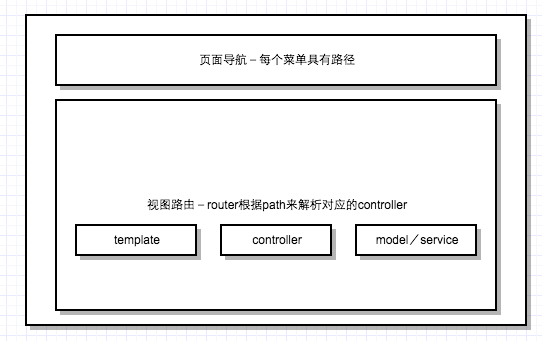 页面导航 – 每个菜单具有路径
视图路由 – router根据path来解析对应的controller
template
controller
model／service